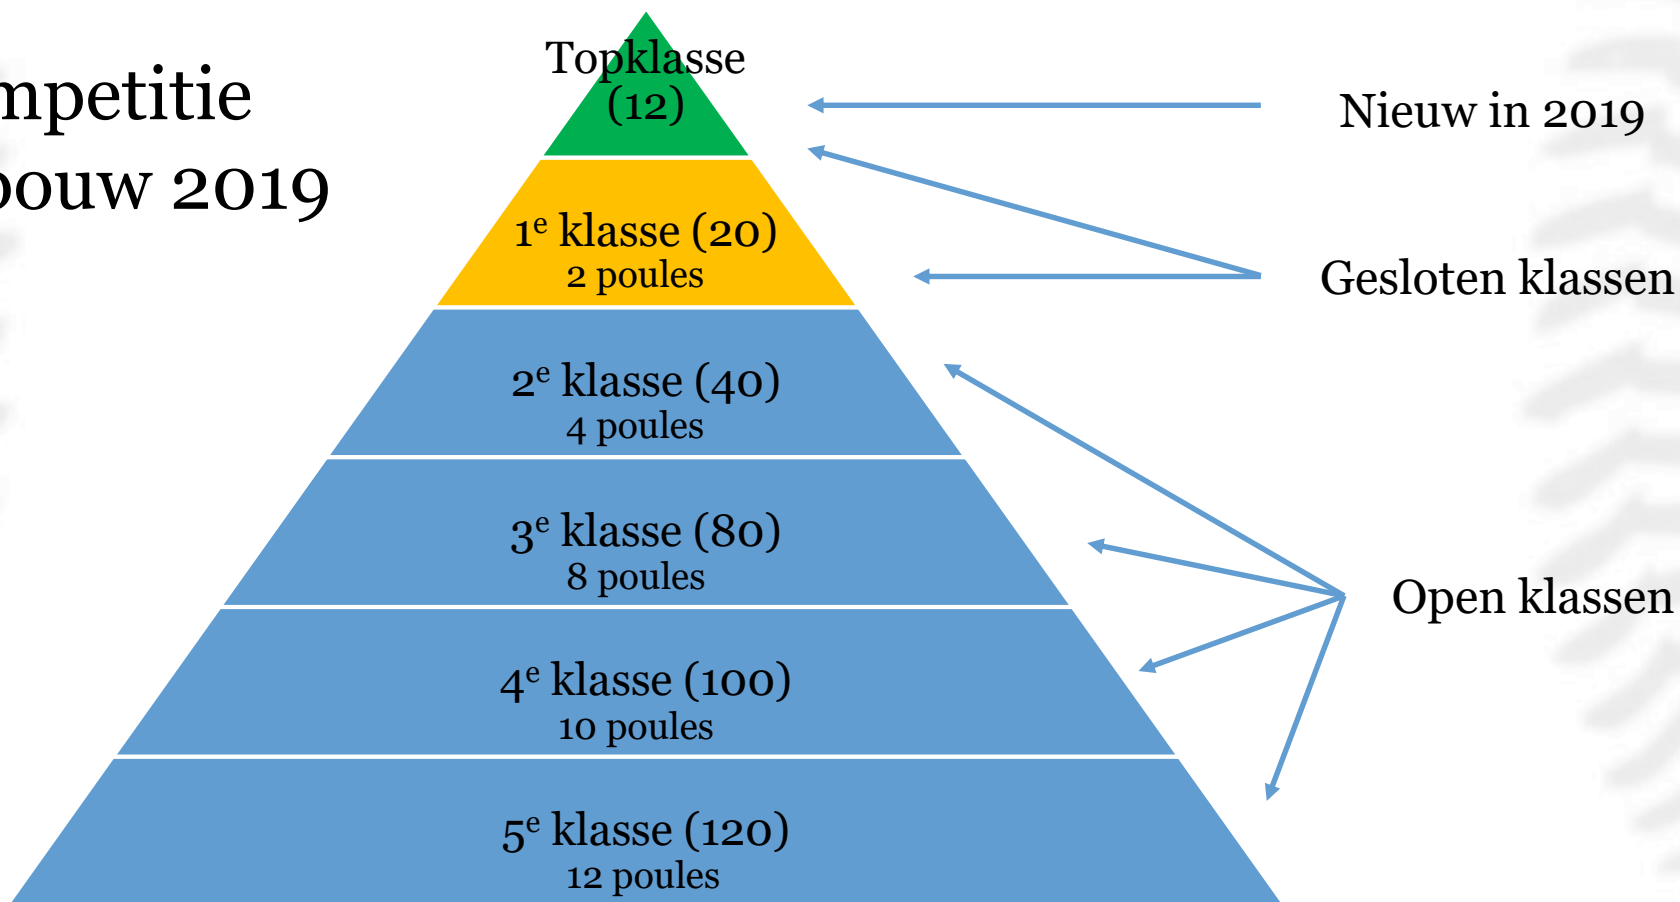 mpetitie
bouw 2019
Topklasse
(12)
1e klasse (20)
2 poules
2e klasse (40)
4 poules
3e klasse (80)
8 poules
4e klasse (100)
10 poules
5e klasse (120)
12 poules
Nieuw in 2019
Gesloten klassen
Open klassen